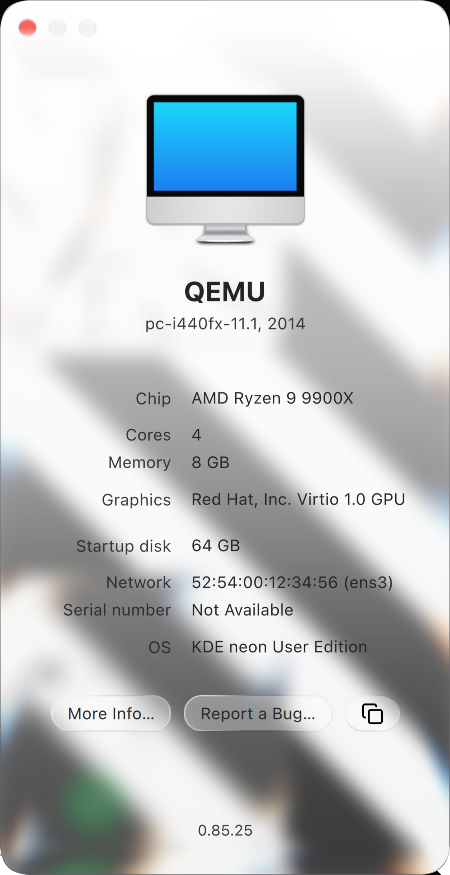 QEMU
pc-i440fx-11.1, 2014
Chip AMD Ryzen 9 9900X
Cores 4
Memory 8 GB
Graphics Red Hat, Inc. Virtio 1.0 GPU
Startup disk 64 GB
Network 52:54:00:12:34:56 (ens3)
Serial number Not Available
OS KDE neon User Edition
More Info... Report a Bug...
0.85.25